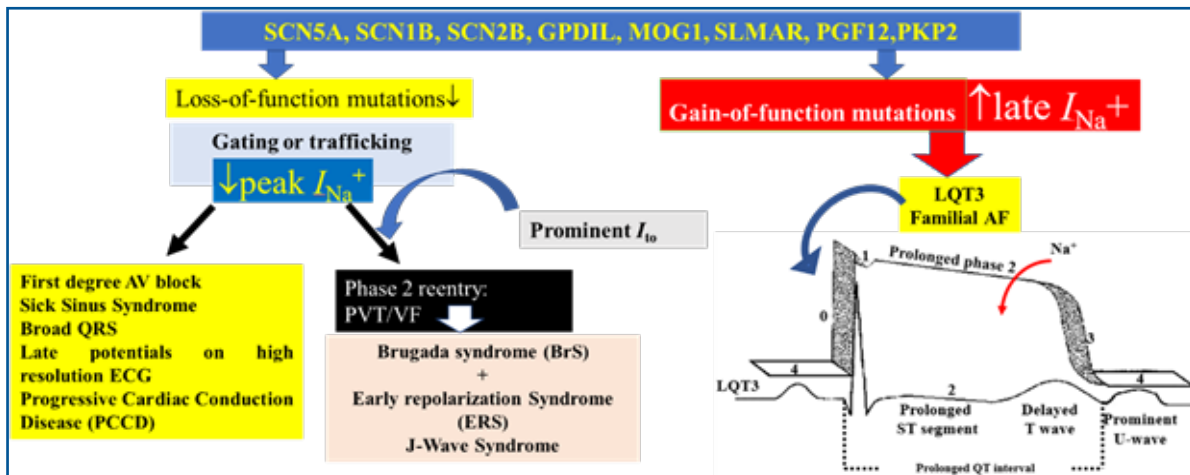 SCN5A, SCN1B, SCN2B, GPDIL, MOG1, SLMAR, PGF12,PKP2
Loss-of-function mutations↓
Gating or trafficking
↓peak INa+
Prominent Ito
First degree AV block
Sick Sinus Syndrome
Broad QRS
Late potentials on high
resolution ECG
Progressive Cardiac Conduction
Disease (PCCD)
Phase 2 reentry:
PVT/VF
Brugada syndrome (BrS)
+
Early repolarization Syndrome
(ERS)
J-Wave Syndrome
Gain-of-function mutations ↑late INa+
LQT3
Familial AF
1
Prolonged phase 2
Na+
0
3
4
4
LQT3
2
Prolonged
ST segment
Delayed
T wave
Prominent
U-wave
Prolonged QT interval